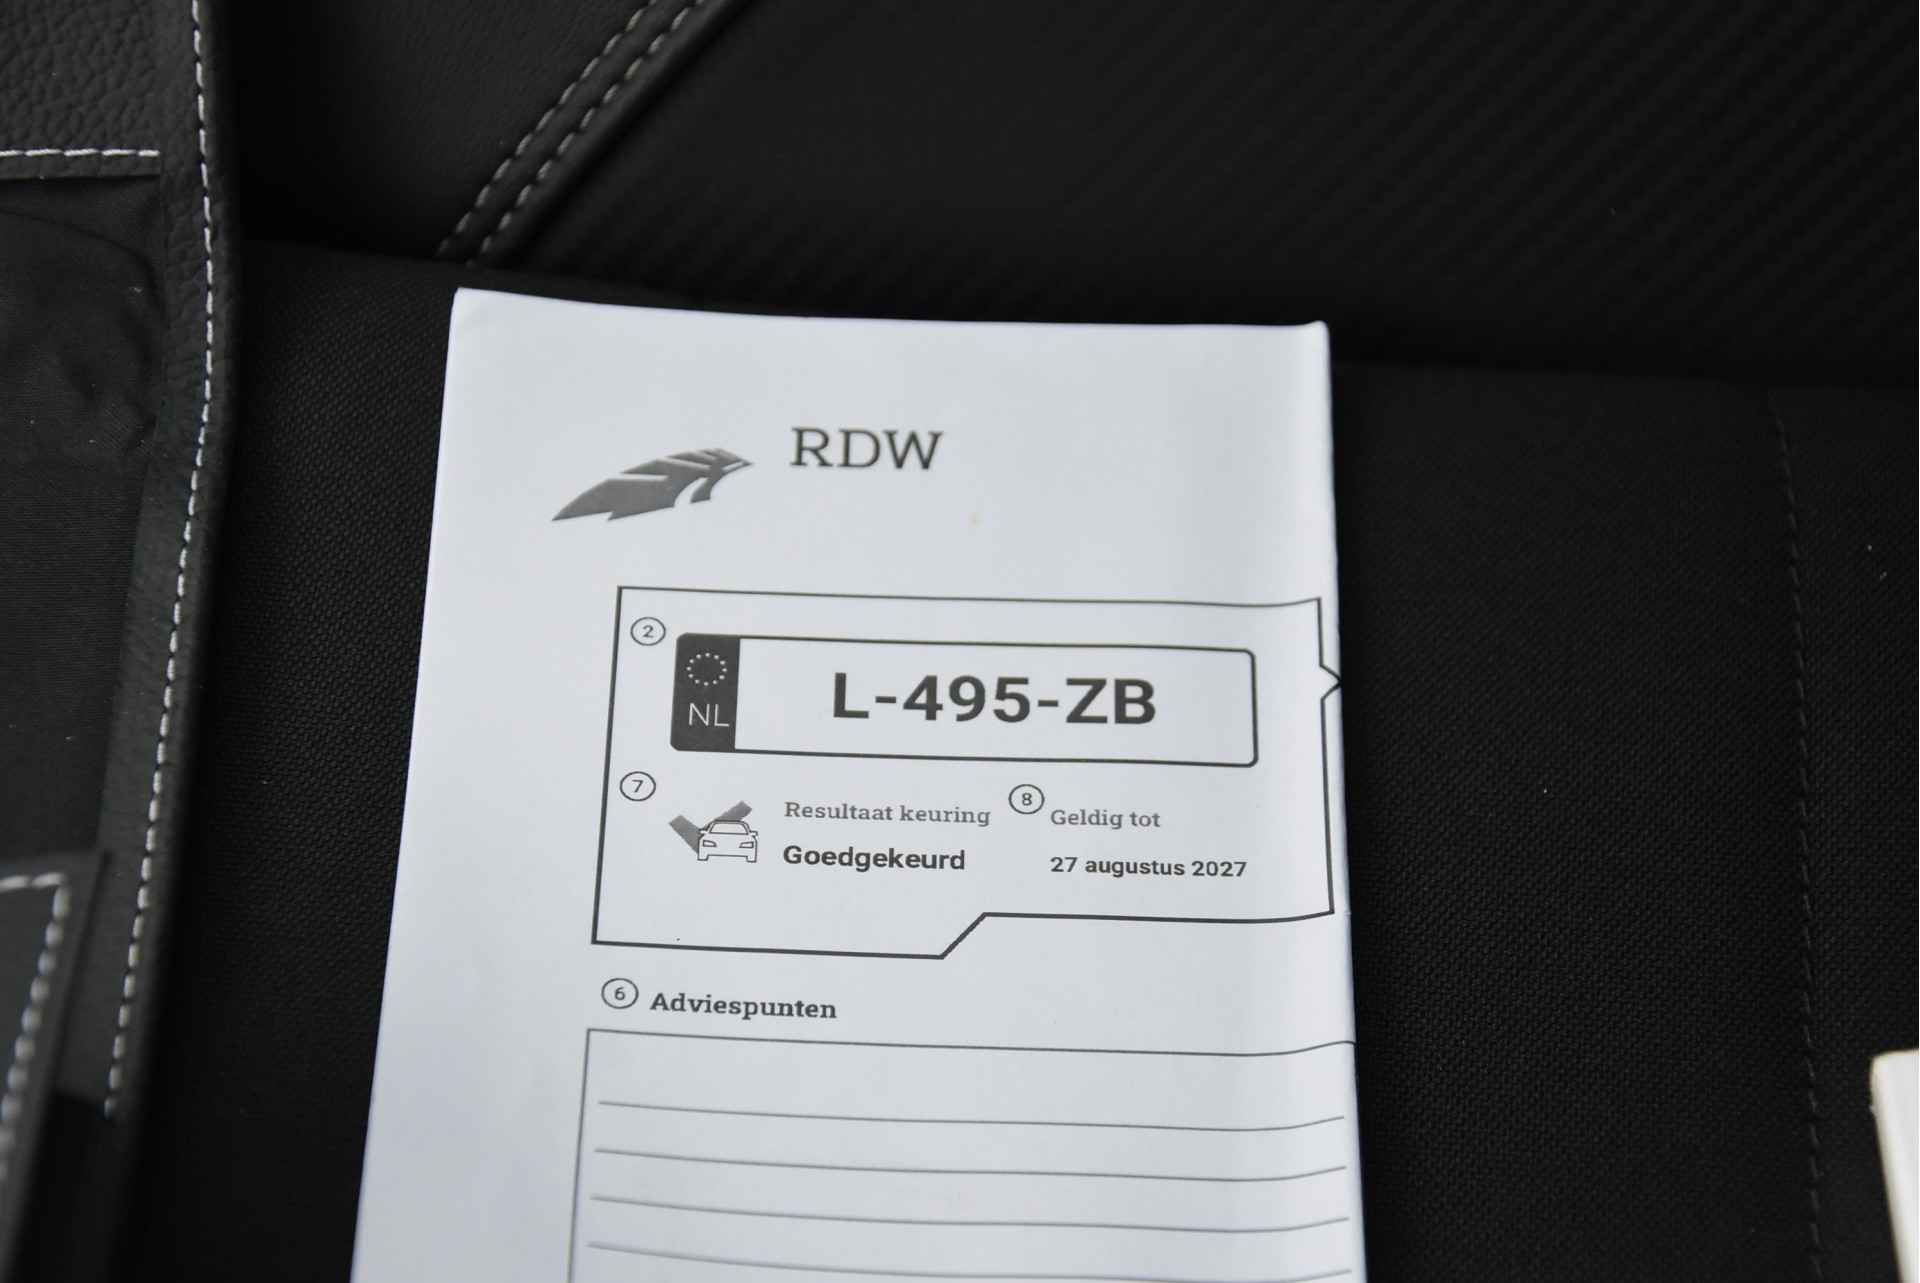 RDW
2
NL L-495-ZB
7 Resultaat keuring 8 Geldig tot
Goedgekeurd 27 augustus 2027
6 Adviespunten